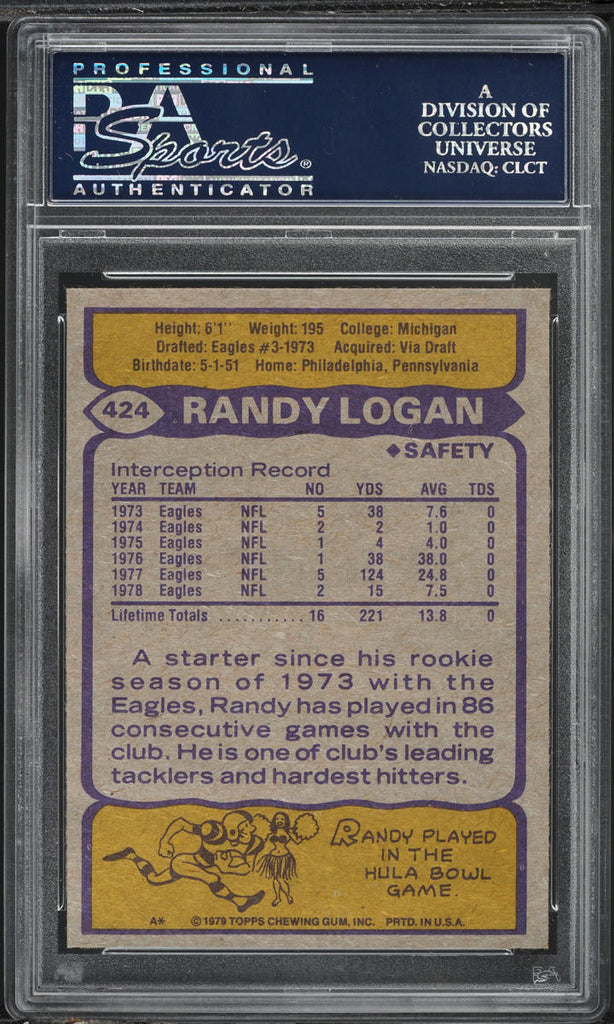 PROFESSIONAL
PSA
Sports®
AUTHENTICATOR
A
DIVISION OF
COLLECTORS
UNIVERSE
NASDAQ: CLCT
Height: 6'1" Weight: 195 College: Michigan
Drafted: Eagles #3-1973 Acquired: Via Draft
Birthdate: 5-1-51 Home: Philadelphia, Pennsylvania
424 RANDY LOGAN
◆SAFETY
Interception Record
YEAR TEAM NO YDS AVG TDS
1973 Eagles NFL 5 38 7.6 0
1974 Eagles NFL 2 2 1.0 0
1975 Eagles NFL 1 4 4.0 0
1976 Eagles NFL 1 38 38.0 0
1977 Eagles NFL 5 124 24.8 0
1978 Eagles NFL 2 15 7.5 0
Lifetime Totals ........... 16 221 13.8 0
A starter since his rookie
season of 1973 with the
Eagles, Randy has played in 86
consecutive games with the
club. He is one of club's leading
tacklers and hardest hitters.
RANDY PLAYED
IN THE
HULA BOWL
GAME.
A* © 1979 TOPPS CHEWING GUM, INC. PRTD. IN U.S.A.
PSA